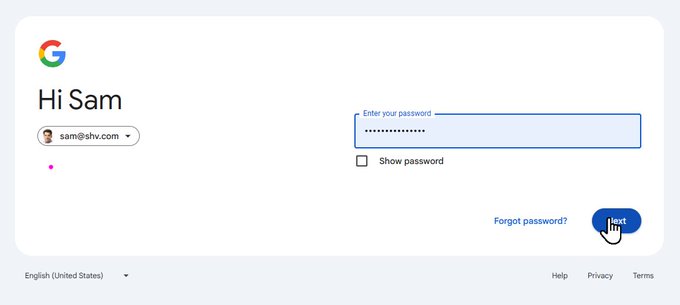 Hi Sam
sam@shv.com
Enter your password
•••••••••••••••
Show password
Forgot password?
Next
English (United States)
Help
Privacy
Terms